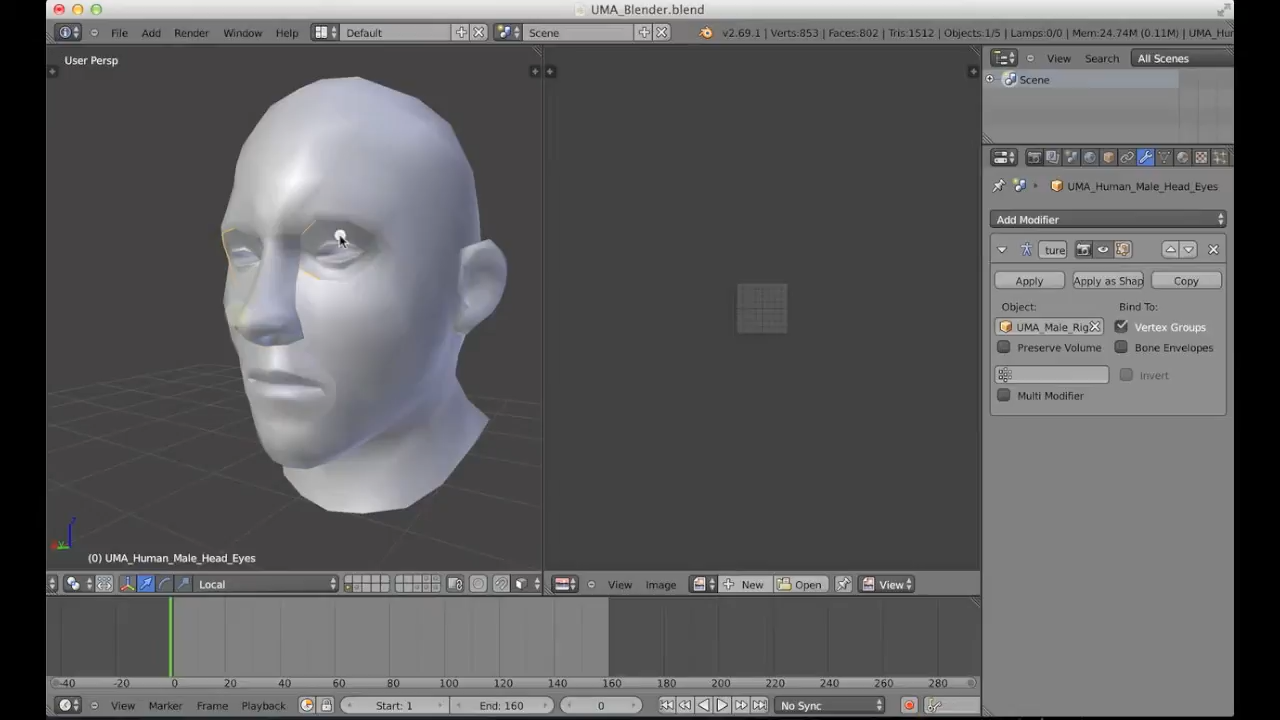 UMA_Blender.blend
File Add Render Window Help Default Scene v2.69.1 | Verts:853 | Faces:802 | Tris:1512 | Objects:1/5 | Lamps:0/0 | Mem:24.74M (0.11M) | UMA_Hu
User Persp
View Search All Scenes
Scene
UMA_Human_Male_Head_Eyes
Add Modifier
ture
Apply Apply as Shap Copy
Object: Bind To:
UMA_Male_Rig Vertex Groups
Preserve Volume Bone Envelopes
Invert
Multi Modifier
(0) UMA_Human_Male_Head_Eyes
Local View Image New Open View
-40 -20 0 20 40 60 80 100 120 140 160 180 200 220 240 260 280
View Marker Frame Playback Start: 1 End: 160 0 No Sync